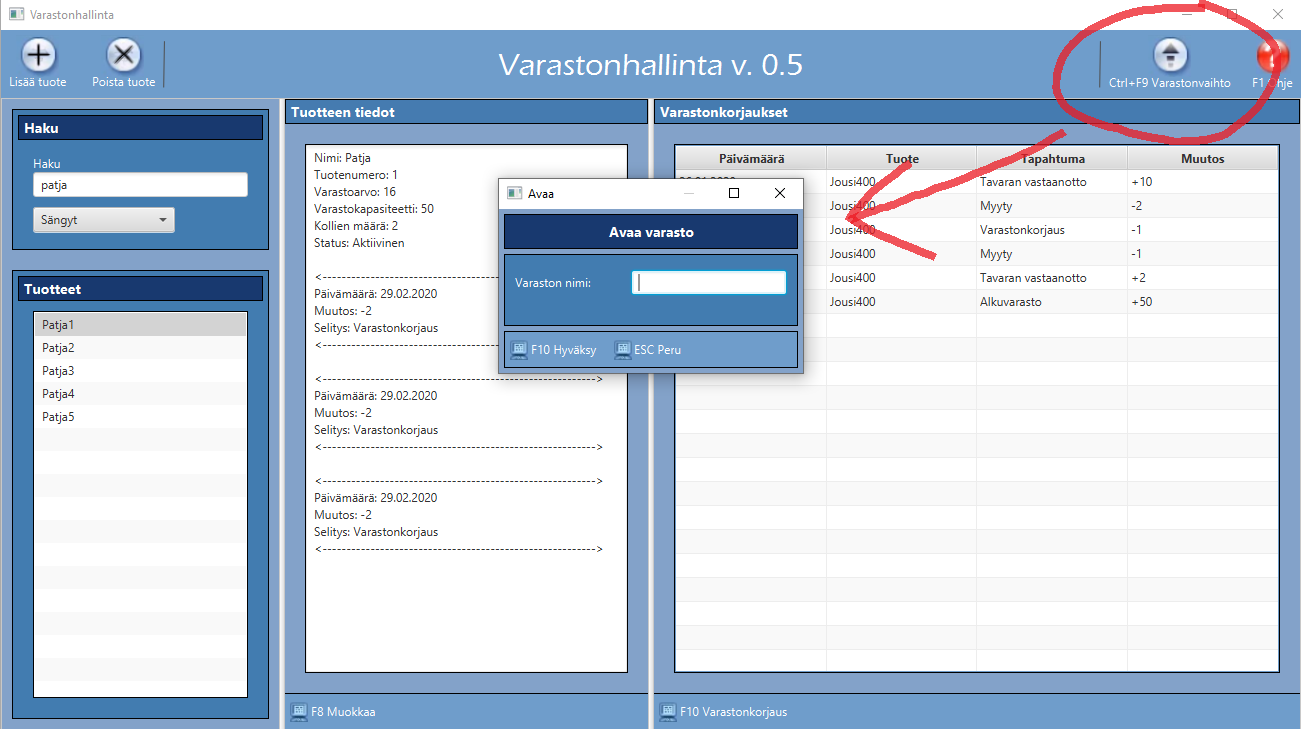 Varastonhallinta
Lisää tuote
Poista tuote
Varastonhallinta v. 0.5
Ctrl+F9 Varastonvaihto
F1 Ohje
Haku
Haku
patja
Sängyt
Tuotteet
Patja1
Patja2
Patja3
Patja4
Patja5
Tuotteen tiedot
Nimi: Patja
Tuotenumero: 1
Varastoarvo: 16
Varastokapasiteetti: 50
Kollien määrä: 2
Status: Aktiivinen
Päivämäärä: 29.02.2020
Muutos: -2
Selitys: Varastonkorjaus
Päivämäärä: 29.02.2020
Muutos: -2
Selitys: Varastonkorjaus
Päivämäärä: 29.02.2020
Muutos: -2
Selitys: Varastonkorjaus
F8 Muokkaa
Avaa
Avaa varasto
Varaston nimi:
F10 Hyväksy
ESC Peru
Varastonkorjaukset
Päivämäärä Tuote Tapahtuma Muutos
Jousi400 Tavaran vastaanotto +10
Jousi400 Myyty -2
Jousi400 Varastonkorjaus -1
Jousi400 Myyty -1
Jousi400 Tavaran vastaanotto +2
Jousi400 Alkuvarasto +50
F10 Varastonkorjaus